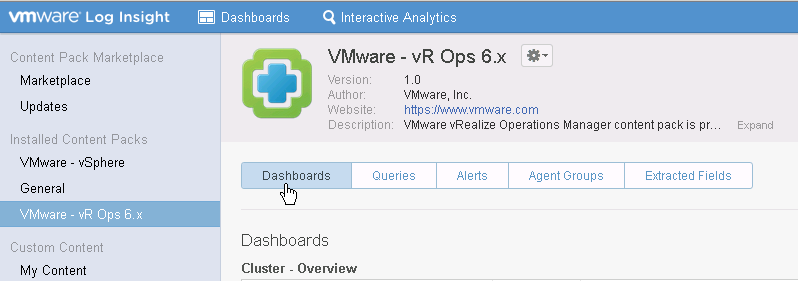 vmware Log Insight Dashboards Interactive Analytics
Content Pack Marketplace
Marketplace
Updates
Installed Content Packs
VMware - vSphere
General
VMware - vR Ops 6.x
Custom Content
My Content
VMware - vR Ops 6.x
Version: 1.0
Author: VMware, Inc.
Website: https://www.vmware.com
Description: VMware vRealize Operations Manager content pack is pr... Expand
Dashboards Queries Alerts Agent Groups Extracted Fields
Dashboards
Cluster - Overview